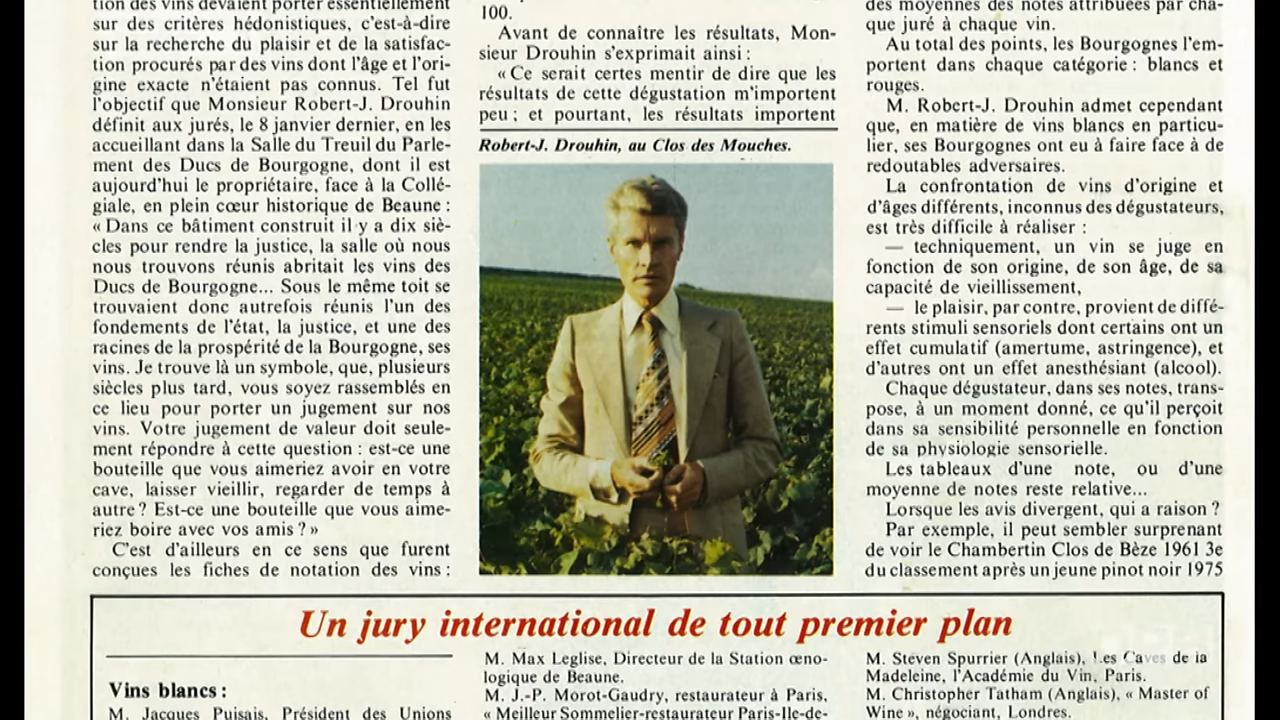 tion des vins devaient porter essentiellement
sur des critères hédonistiques, c'est-à-dire
sur la recherche du plaisir et de la satisfac-
tion procurés par des vins dont l'âge et l'ori-
gine exacte n'étaient pas connus. Tel fut
l'objectif que Monsieur Robert-J. Drouhin
définit aux jurés, le 8 janvier dernier, en les
accueillant dans la Salle du Treuil du Parle-
ment des Ducs de Bourgogne, dont il est
aujourd'hui le propriétaire, face à la Collé-
giale, en plein cœur historique de Beaune :
« Dans ce bâtiment construit il y a dix siè-
cles pour rendre la justice, la salle où nous
nous trouvons réunis abritait les vins des
Ducs de Bourgogne... Sous le même toit se
trouvaient donc autrefois réunis l'un des
fondements de l'état, la justice, et une des
racines de la prospérité de la Bourgogne, ses
vins. Je trouve là un symbole, que, plusieurs
siècles plus tard, vous soyez rassemblés en
ce lieu pour porter un jugement sur nos
vins. Votre jugement de valeur doit seule-
ment répondre à cette question : est-ce une
bouteille que vous aimeriez avoir en votre
cave, laisser vieillir, regarder de temps à
autre ? Est-ce une bouteille que vous aime-
riez boire avec vos amis ? »
C'est d'ailleurs en ce sens que furent
conçues les fiches de notation des vins :
100.
Avant de connaître les résultats, Mon-
sieur Drouhin s'exprimait ainsi :
« Ce serait certes mentir de dire que les
résultats de cette dégustation m'importent
peu ; et pourtant, les résultats importent
Robert-J. Drouhin, au Clos des Mouches.
des moyennes des notes attribuées par cha-
que juré à chaque vin.
Au total des points, les Bourgognes l'em-
portent dans chaque catégorie : blancs et
rouges.
M. Robert-J. Drouhin admet cependant
que, en matière de vins blancs en particu-
lier, ses Bourgognes ont eu à faire face à de
redoutables adversaires.
La confrontation de vins d'origine et
d'âges différents, inconnus des dégustateurs,
est très difficile à réaliser :
— techniquement, un vin se juge en
fonction de son origine, de son âge, de sa
capacité de vieillissement,
— le plaisir, par contre, provient de diffé-
rents stimuli sensoriels dont certains ont un
effet cumulatif (amertume, astringence), et
d'autres ont un effet anesthésiant (alcool).
Chaque dégustateur, dans ses notes, trans-
pose, à un moment donné, ce qu'il perçoit
dans sa sensibilité personnelle en fonction
de sa physiologie sensorielle.
Les tableaux d'une note, ou d'une
moyenne de notes reste relative...
Lorsque les avis divergent, qui a raison ?
Par exemple, il peut sembler surprenant
de voir le Chambertin Clos de Bèze 1961 3e
du classement après un jeune pinot noir 1975
Un jury international de tout premier plan
Vins blancs :
M. Jacques Puisais, Président des Unions
M. Max Leglise, Directeur de la Station œno-
logique de Beaune.
M. J.-P. Morot-Gaudry, restaurateur à Paris,
« Meilleur Sommelier-restaurateur Paris-Ile-de-
M. Steven Spurrier (Anglais), Les Caves de la
Madeleine, l'Académie du Vin, Paris.
M. Christopher Tatham (Anglais), « Master of
Wine », négociant, Londres.